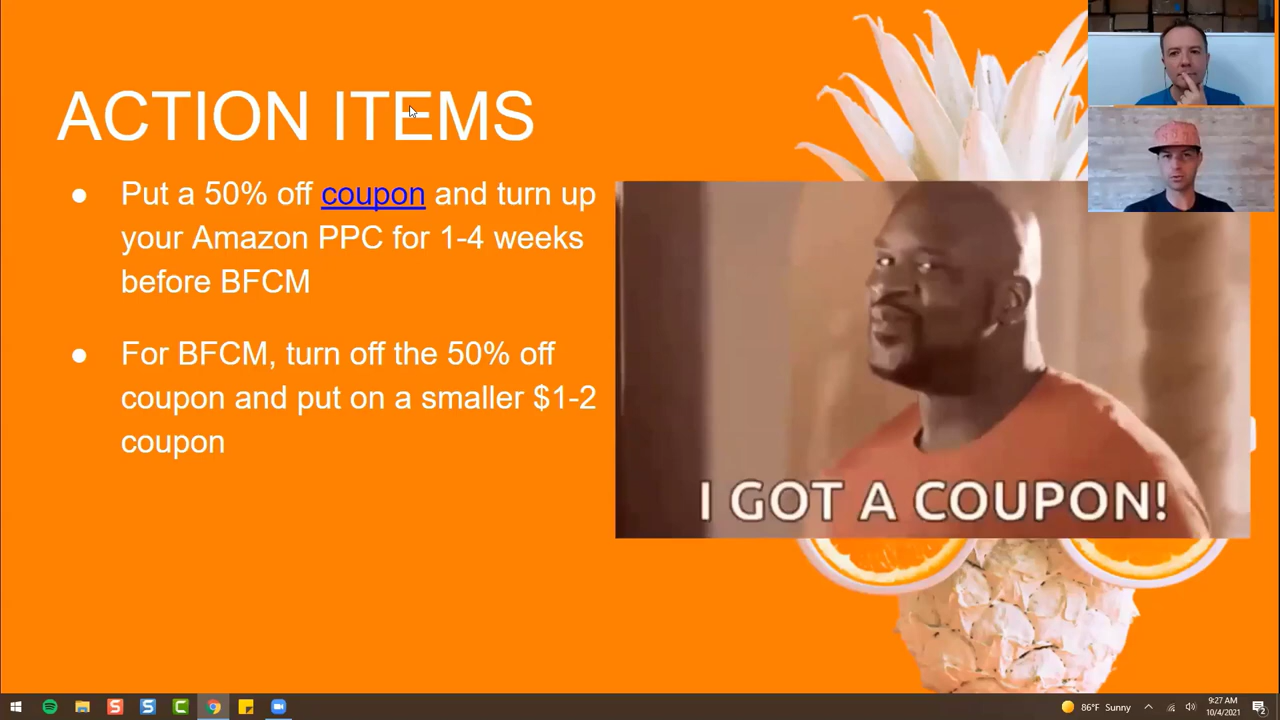 ACTION ITEMS
● Put a 50% off coupon and turn up
your Amazon PPC for 1-4 weeks
before BFCM
● For BFCM, turn off the 50% off
coupon and put on a smaller $1-2
coupon
I GOT A COUPON!
86°F Sunny
9:27 AM
10/4/2021